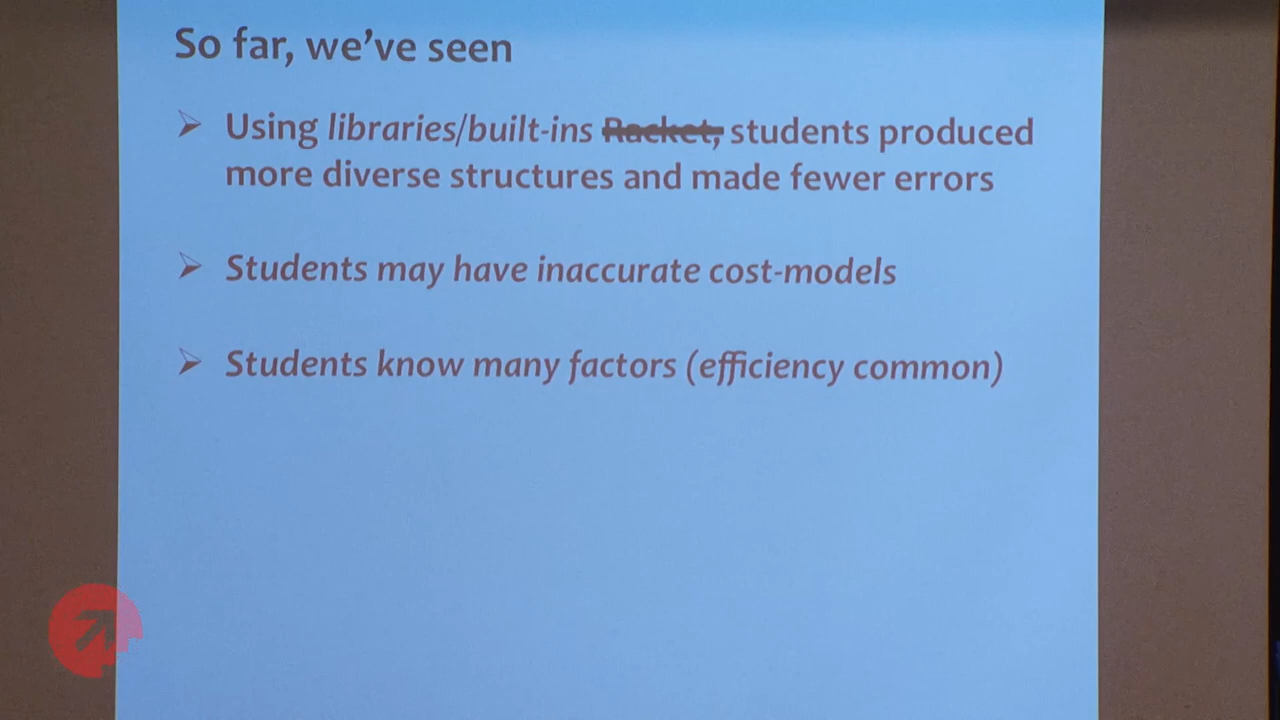 So far, we've seen
Using libraries/built-ins Racket, students produced
more diverse structures and made fewer errors
Students may have inaccurate cost-models
Students know many factors (efficiency common)